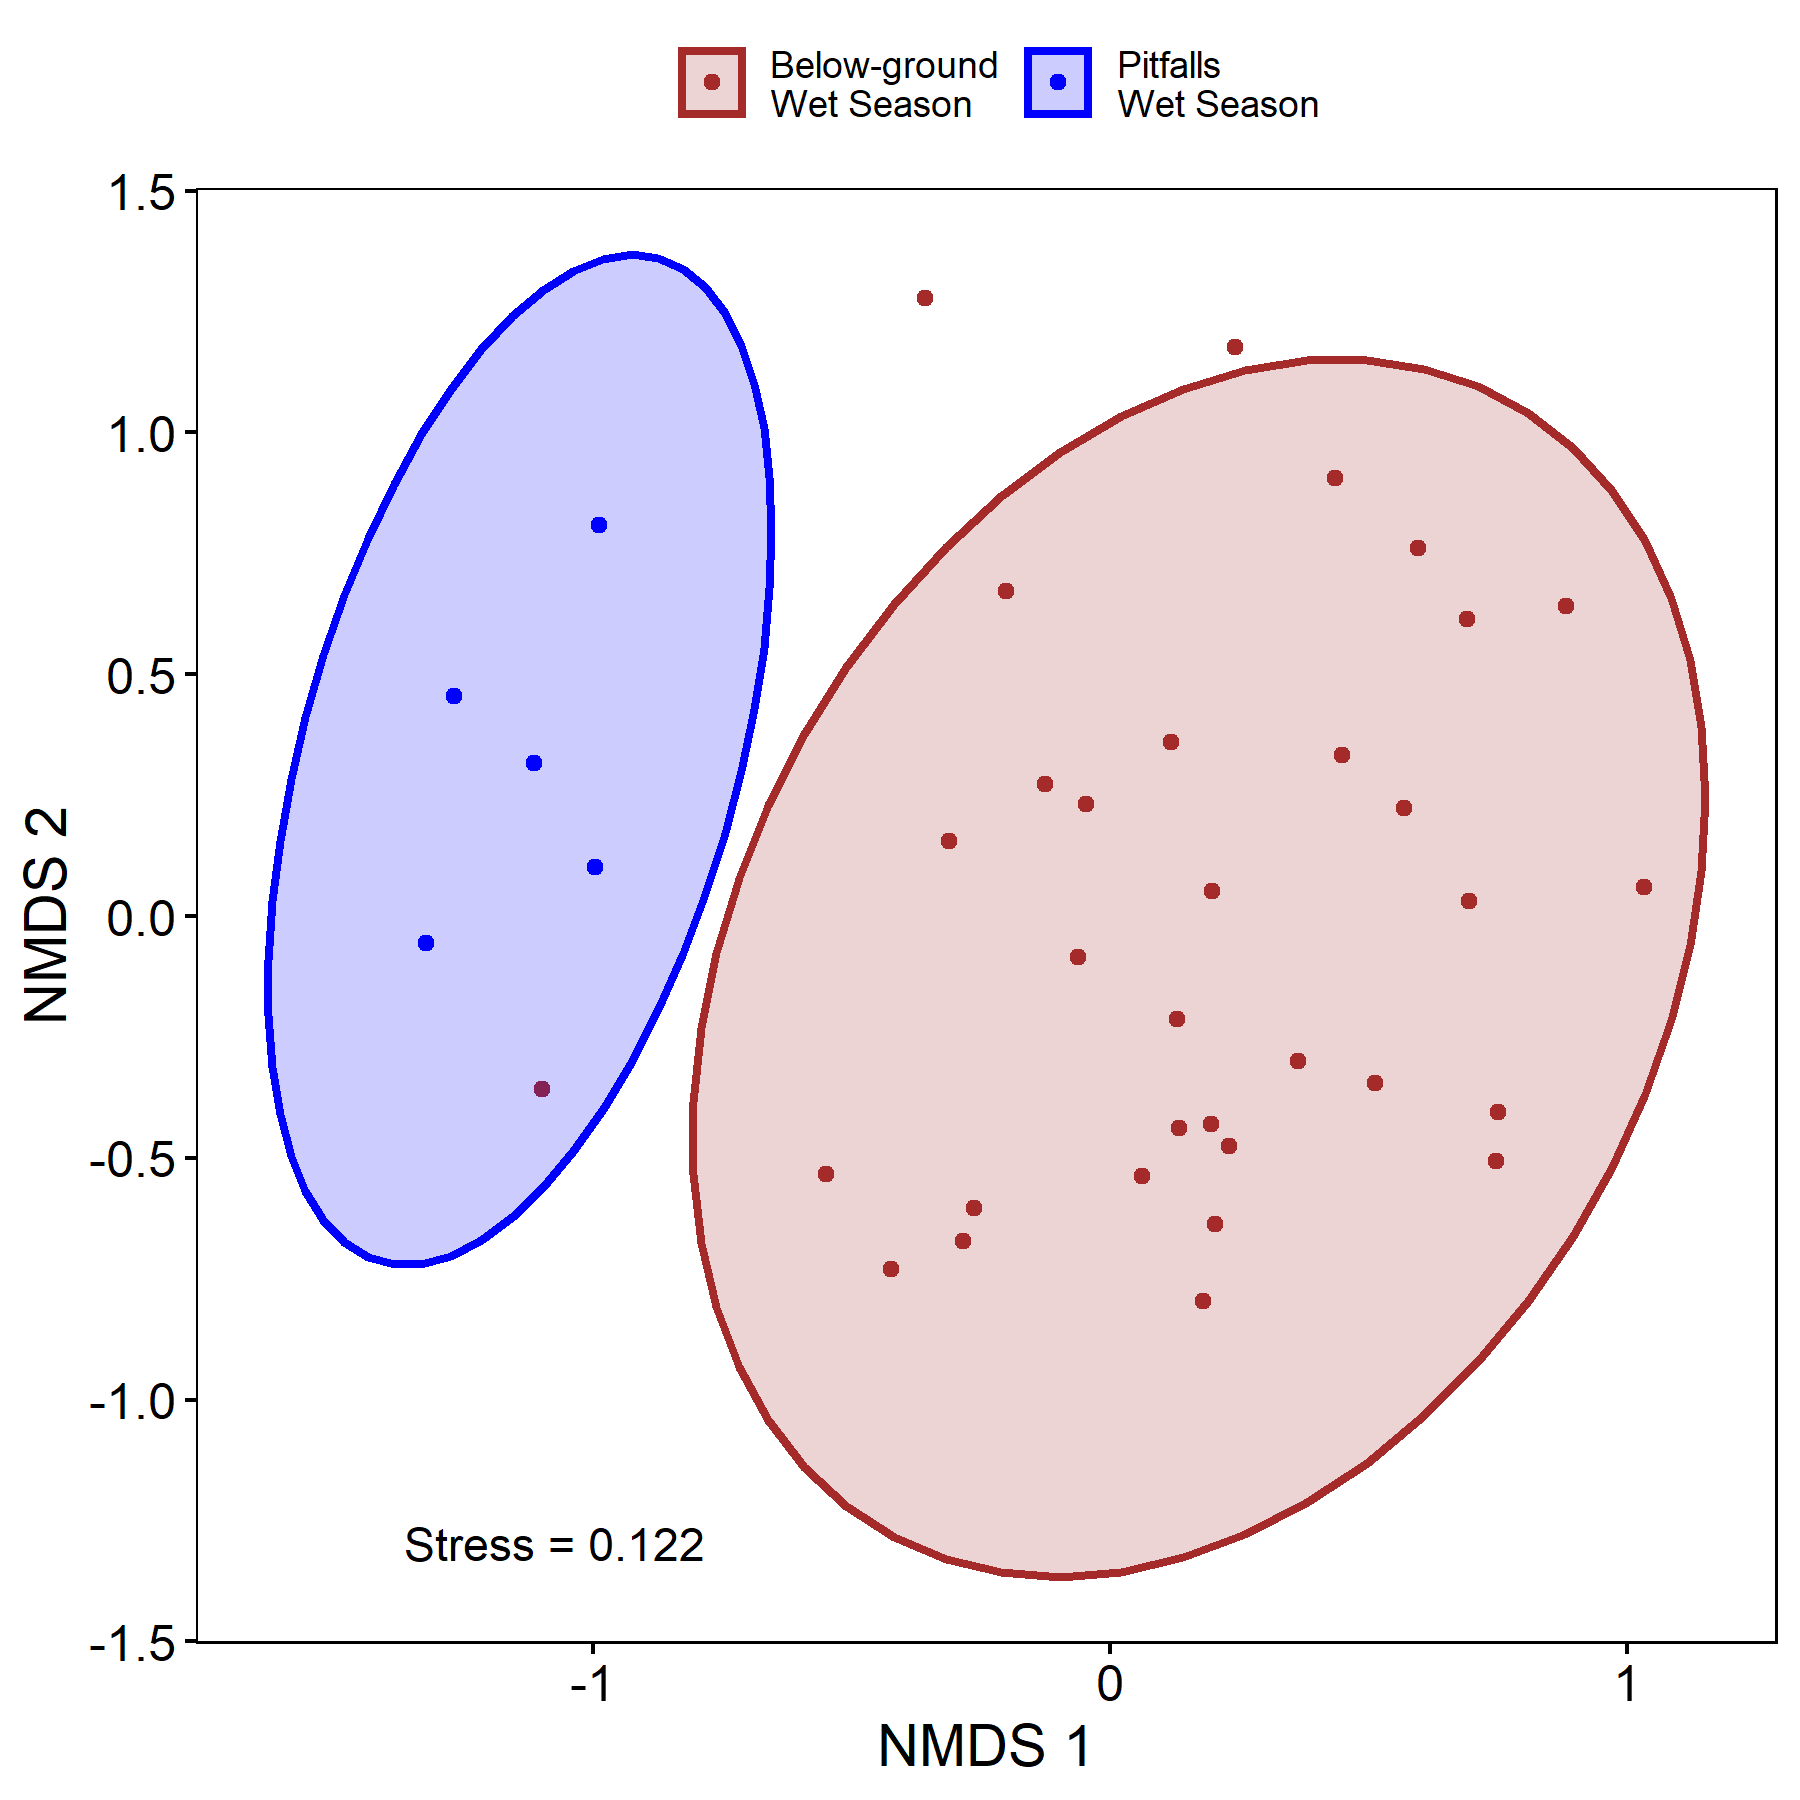 Below-ground
Wet Season
Pitfalls
Wet Season
1.5
1.0
0.5
0.0
-0.5
-1.0
-1.5
NMDS 2
Stress = 0.122
-1
0
1
NMDS 1